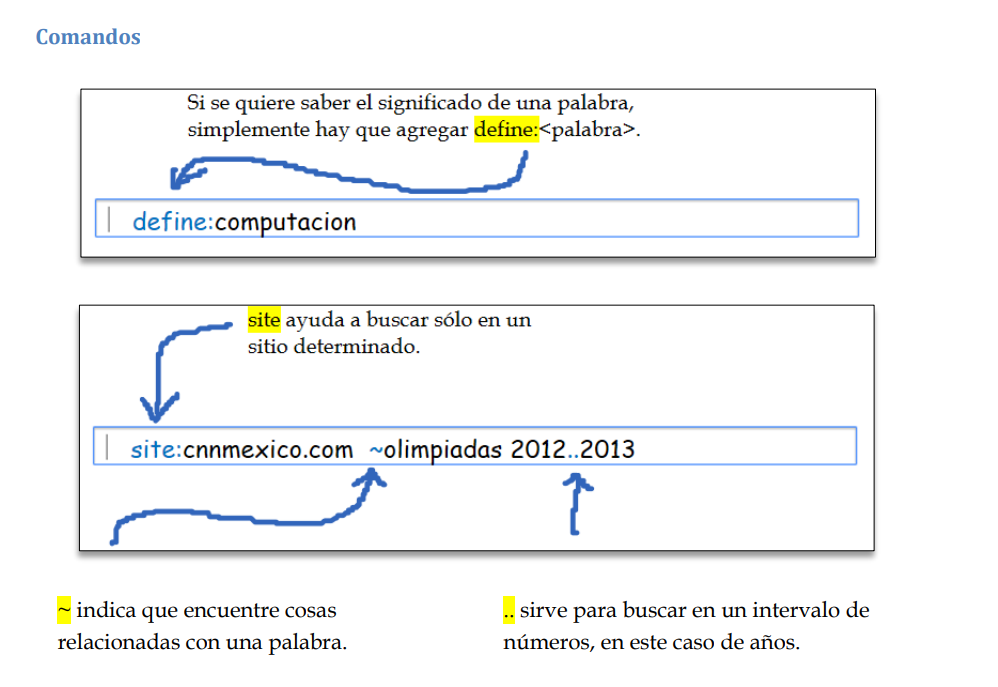 Comandos
Si se quiere saber el significado de una palabra,
simplemente hay que agregar define:<palabra>.
define:computacion
site ayuda a buscar sólo en un
sitio determinado.
site:cnnmexico.com ~olimpiadas 2012..2013
~ indica que encuentre cosas
relacionadas con una palabra.
.. sirve para buscar en un intervalo de
números, en este caso de años.